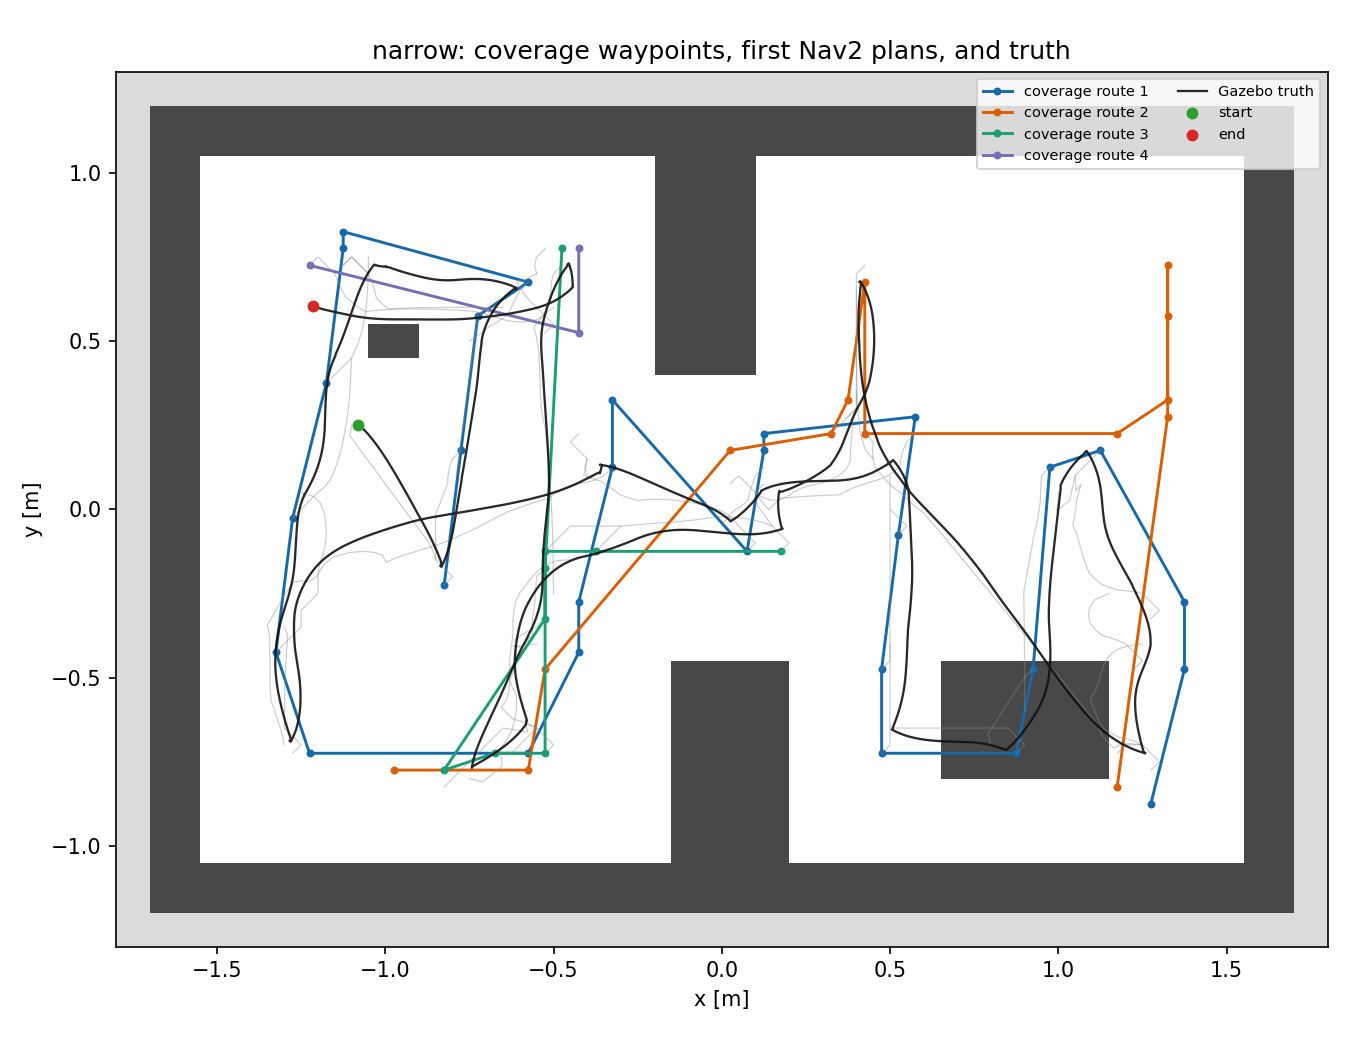 narrow: coverage waypoints, first Nav2 plans, and truth
coverage route 1
coverage route 2
coverage route 3
coverage route 4
Gazebo truth
start
end
1.0
0.5
0.0
−0.5
−1.0
y [m]
−1.5
−1.0
−0.5
0.0
0.5
1.0
1.5
x [m]